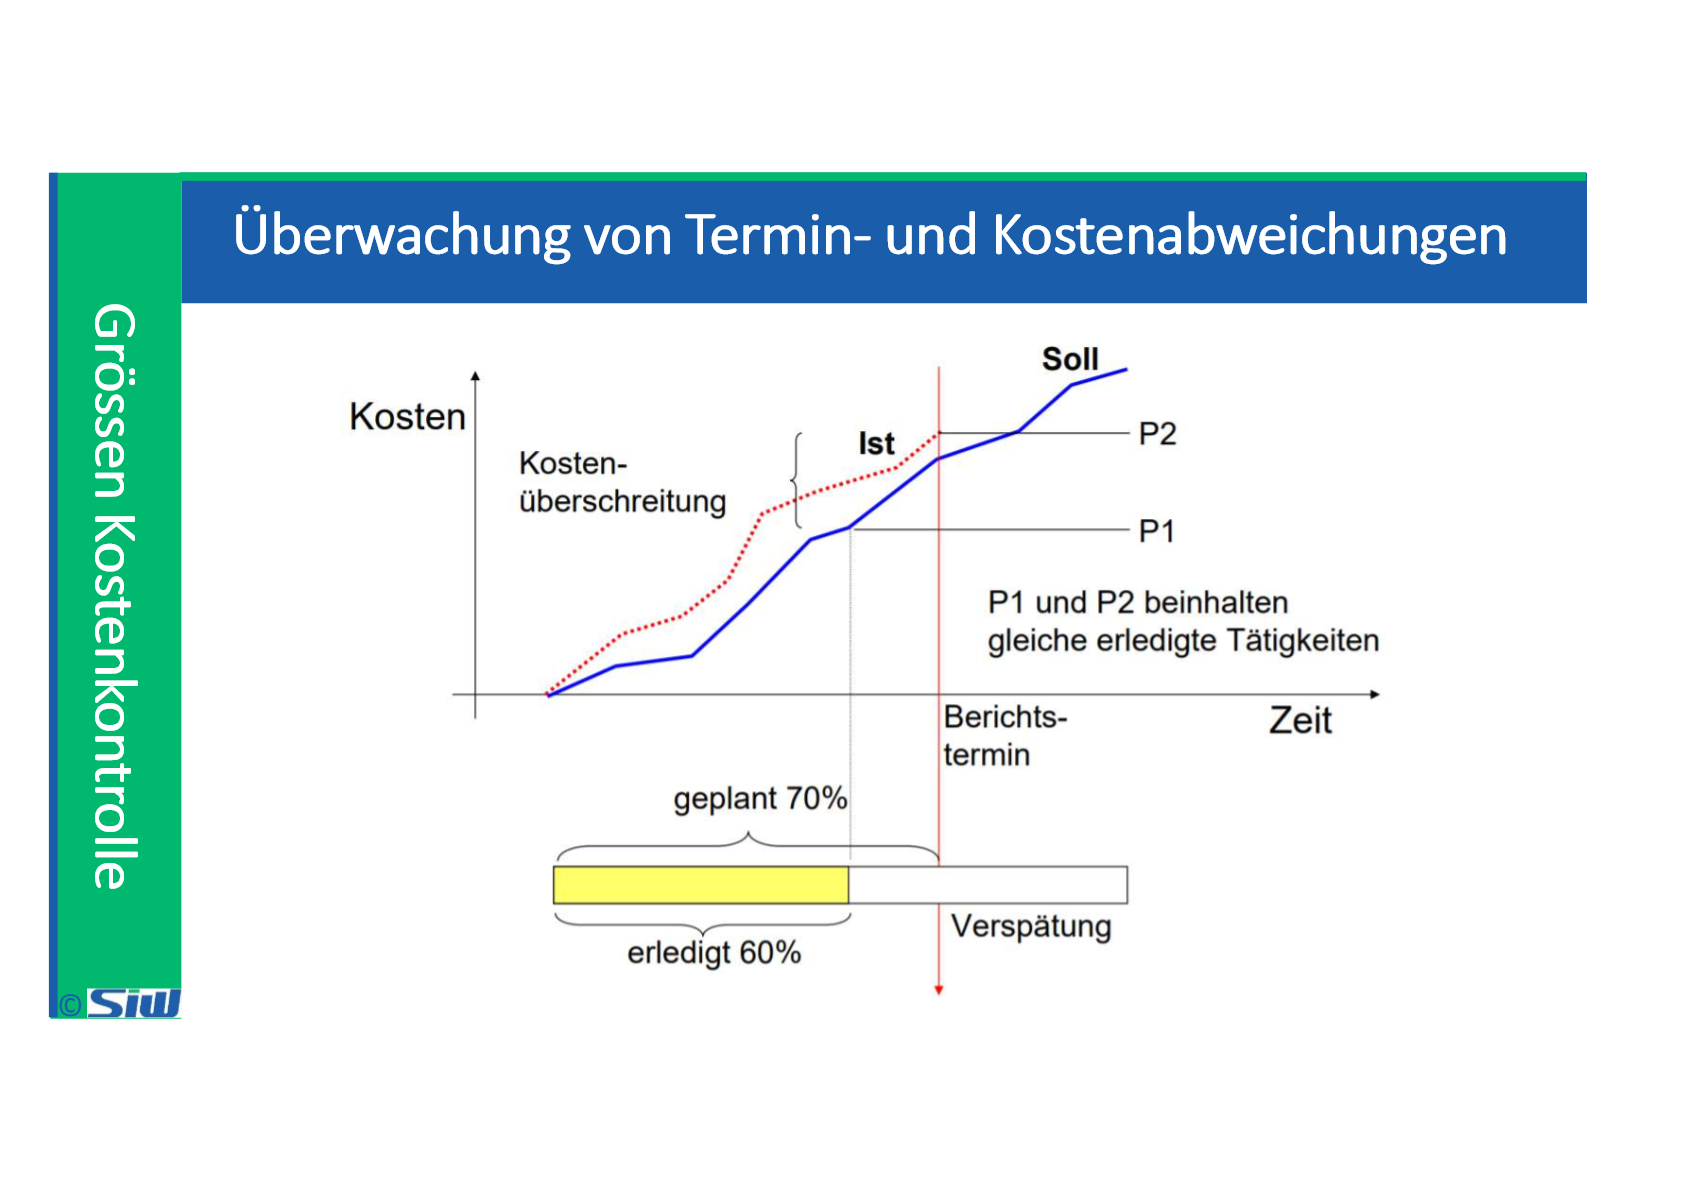 Überwachung von Termin- und Kostenabweichungen
Grössen Kostenkontrolle
© SiW
Kosten
Soll
Ist
P2
Kosten-
überschreitung
P1
P1 und P2 beinhalten
gleiche erledigte Tätigkeiten
Berichts-
termin
Zeit
geplant 70%
Verspätung
erledigt 60%